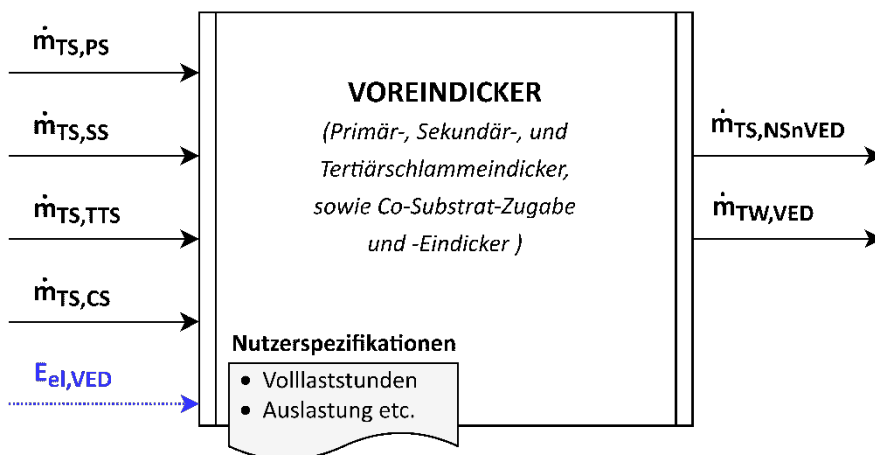 ṁTS,PS
ṁTS,SS
ṁTS,TTS
ṁTS,CS
Eel,VED
VOREINDICKER
(Primär-, Sekundär-, und
Tertiärschlammeindicker,
sowie Co-Substrat-Zugabe
und -Eindicker )
Nutzerspezifikationen
• Volllaststunden
• Auslastung etc.
ṁTS,NSnVED
ṁTW,VED